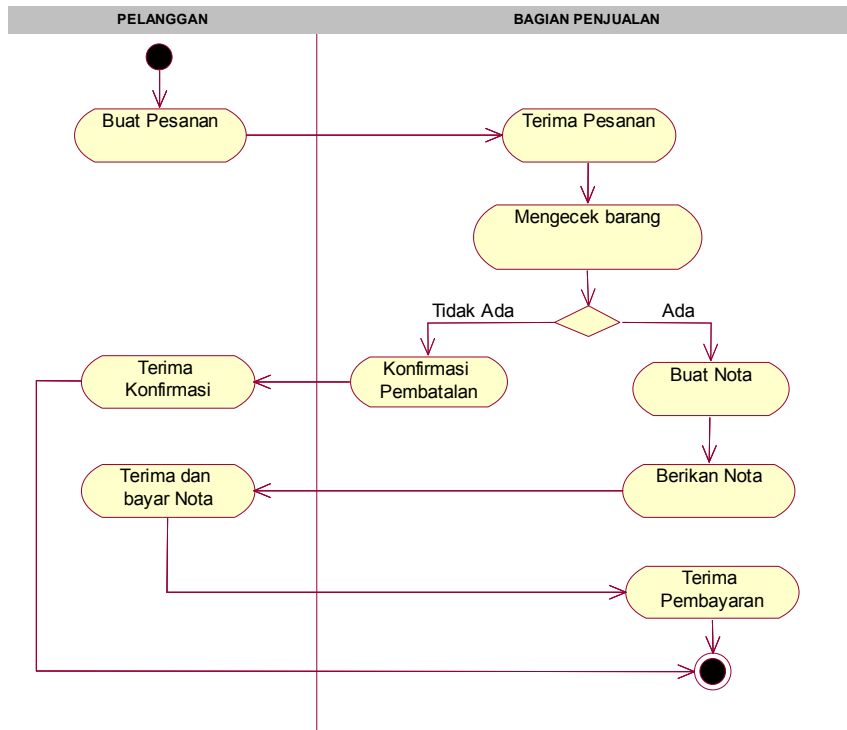 PELANGGAN
BAGIAN PENJUALAN
Buat Pesanan
Terima Pesanan
Mengecek barang
Tidak Ada
Ada
Terima
Konfirmasi
Konfirmasi
Pembatalan
Buat Nota
Terima dan
bayar Nota
Berikan Nota
Terima
Pembayaran